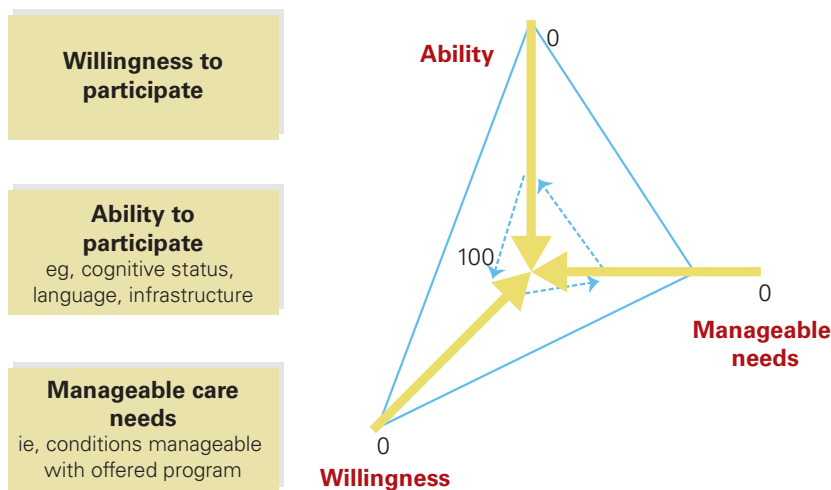 Willingness to
participate
Ability to
participate
eg, cognitive status,
language, infrastructure
Manageable care
needs
ie, conditions manageable
with offered program
Ability
0
100
0
Manageable
needs
0
Willingness